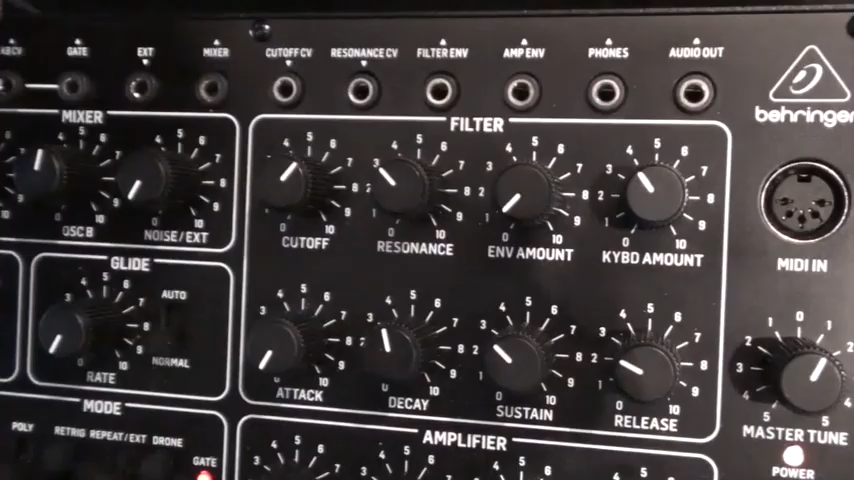 GATE
EXT
MIXER
CUTOFF CV
RESONANCE CV
FILTER ENV
AMP ENV
PHONES
AUDIO OUT
behringer
MIXER
OSC B
NOISE/EXT
FILTER
CUTOFF
RESONANCE
ENV AMOUNT
KYBD AMOUNT
MIDI IN
GLIDE
AUTO
NORMAL
RATE
ATTACK
DECAY
SUSTAIN
RELEASE
MASTER TUNE
POWER
MODE
POLY
RETRIG
REPEAT/EXT
DRONE
GATE
AMPLIFIER